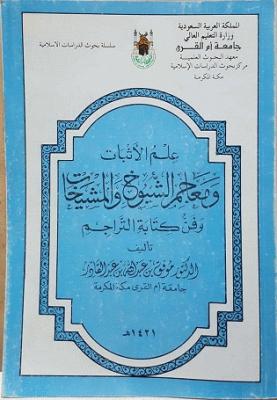 المملكة العربية السعودية
وزارة التعليم العالي
جامعة أم القرى
معهد البحوث العلمية
مركز بحوث الدراسات الإسلامية
مكة المكرمة
سلسلة بحوث الدراسات الاسلامية
علم الأثبات
ومعاجم الشيوخ والمشيخات
وفن كتابة التراجم
تأليف
الدكتور موفق بن عبد الله بن عبد القادر
جامعة أم القرى مكة المكرمة
١٤٢١هـ